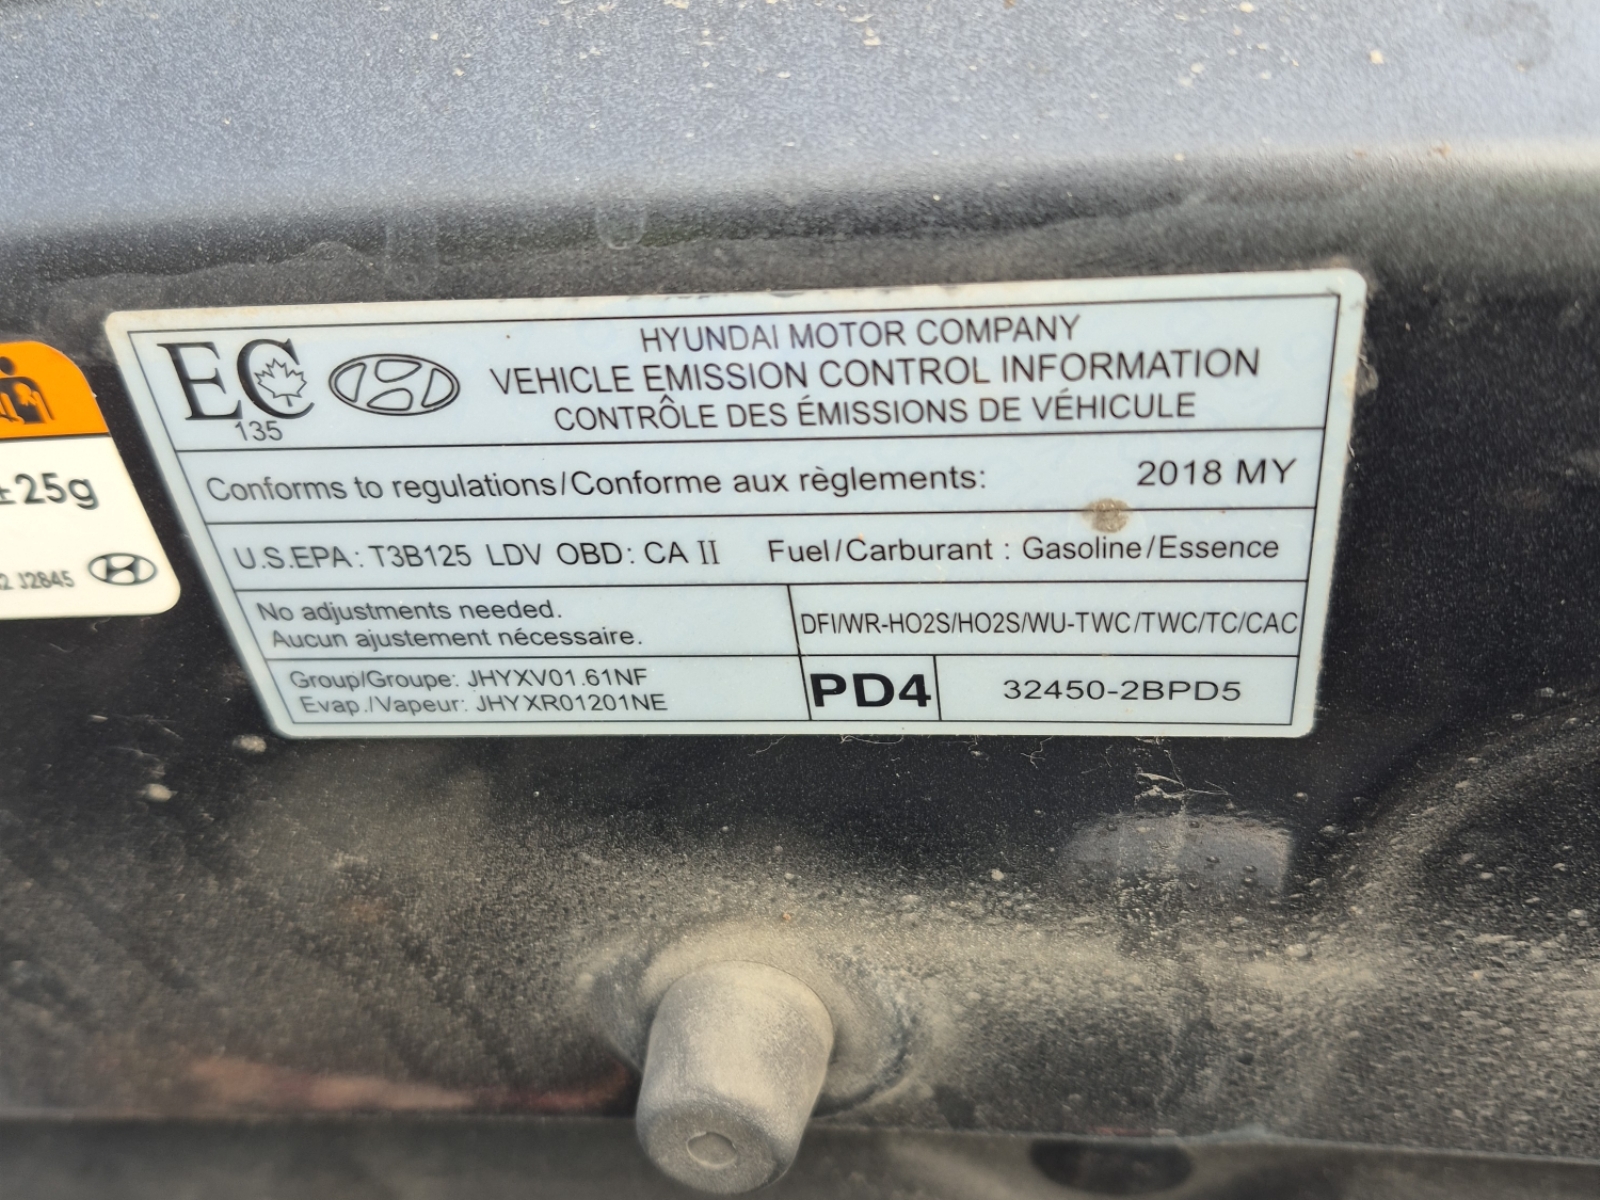 EC
135
HYUNDAI MOTOR COMPANY
VEHICLE EMISSION CONTROL INFORMATION
CONTRÔLE DES ÉMISSIONS DE VÉHICULE
Conforms to regulations/Conforme aux règlements: 2018 MY
U.S.EPA: T3B125 LDV OBD: CA II Fuel/Carburant : Gasoline/Essence
No adjustments needed.
Aucun ajustement nécessaire.
DFI/WR-HO2S/HO2S/WU-TWC/TWC/TC/CAC
Group/Groupe: JHYXV01.61NF
Evap./Vapeur: JHYXR01201NE
PD4
32450-2BPD5
±25g
J2845